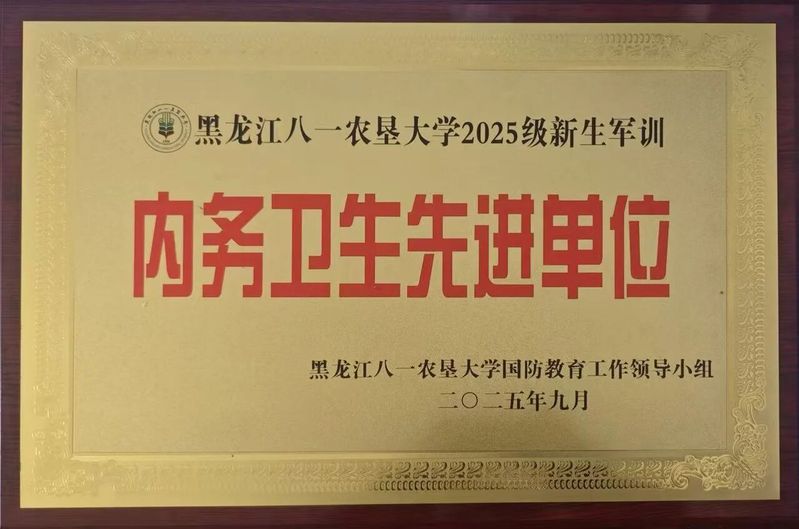 黑龙江八一农垦大学2025级新生军训
内务卫生先进单位
黑龙江八一农垦大学国防教育工作领导小组
二〇二五年九月